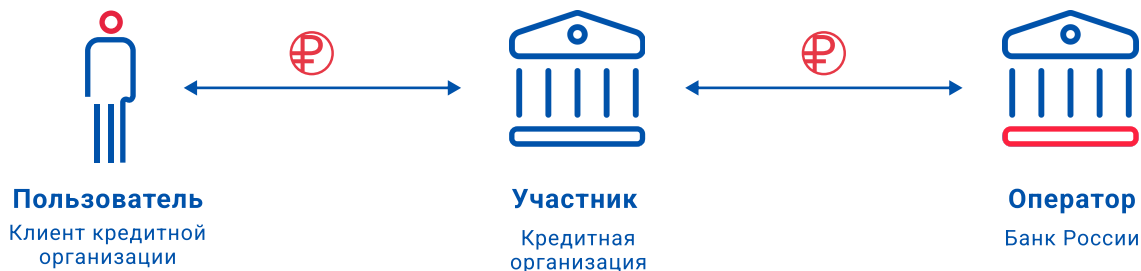 ₽
₽
Пользователь
Участник
Оператор
Клиент кредитной
организации
Кредитная
организация
Банк России